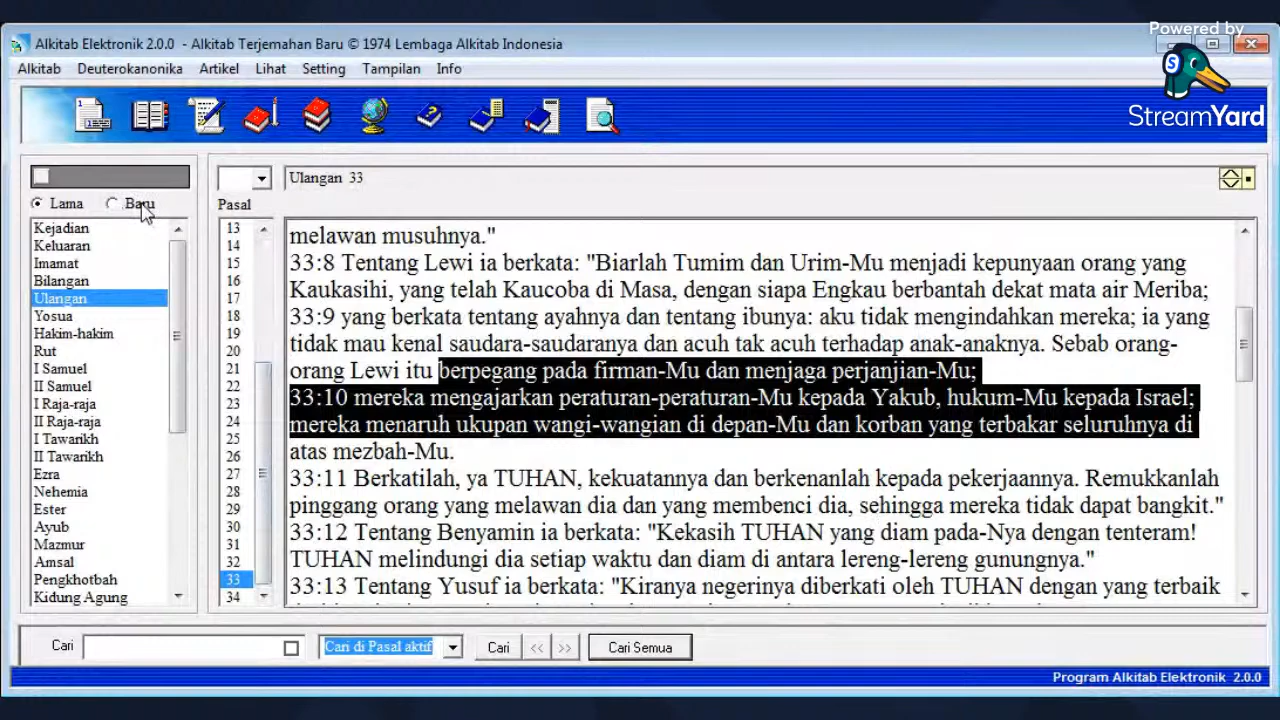 Powered by
StreamYard
Alkitab Elektronik 2.0.0 - Alkitab Terjemahan Baru © 1974 Lembaga Alkitab Indonesia
Alkitab Deuterokanonika Artikel Lihat Setting Tampilan Info
Ulangan 33
Lama Baru
Kejadian
Keluaran
Imamat
Bilangan
Ulangan
Yosua
Hakim-hakim
Rut
I Samuel
II Samuel
I Raja-raja
II Raja-raja
I Tawarikh
II Tawarikh
Ezra
Nehemia
Ester
Ayub
Mazmur
Amsal
Pengkhotbah
Kidung Agung
Pasal
13
14
15
16
17
18
19
20
21
22
23
24
25
26
27
28
29
30
31
32
33
34
melawan musuhnya."
33:8 Tentang Lewi ia berkata: "Biarlah Tumim dan Urim-Mu menjadi kepunyaan orang yang
Kaukasihi, yang telah Kaucoba di Masa, dengan siapa Engkau berbantah dekat mata air Meriba;
33:9 yang berkata tentang ayahnya dan tentang ibunya: aku tidak mengindahkan mereka; ia yang
tidak mau kenal saudara-saudaranya dan acuh tak acuh terhadap anak-anaknya. Sebab orang-
orang Lewi itu berpegang pada firman-Mu dan menjaga perjanjian-Mu;
33:10 mereka mengajarkan peraturan-peraturan-Mu kepada Yakub, hukum-Mu kepada Israel;
mereka menaruh ukupan wangi-wangian di depan-Mu dan korban yang terbakar seluruhnya di
atas mezbah-Mu.
33:11 Berkatilah, ya TUHAN, kekuatannya dan berkenanlah kepada pekerjaannya. Remukkanlah
pinggang orang yang melawan dia dan yang membenci dia, sehingga mereka tidak dapat bangkit."
33:12 Tentang Benyamin ia berkata: "Kekasih TUHAN yang diam pada-Nya dengan tenteram!
TUHAN melindungi dia setiap waktu dan diam di antara lereng-lereng gunungnya."
33:13 Tentang Yusuf ia berkata: "Kiranya negerinya diberkati oleh TUHAN dengan yang terbaik
Cari Cari di Pasal aktif Cari << >> Cari Semua
Program Alkitab Elektronik 2.0.0